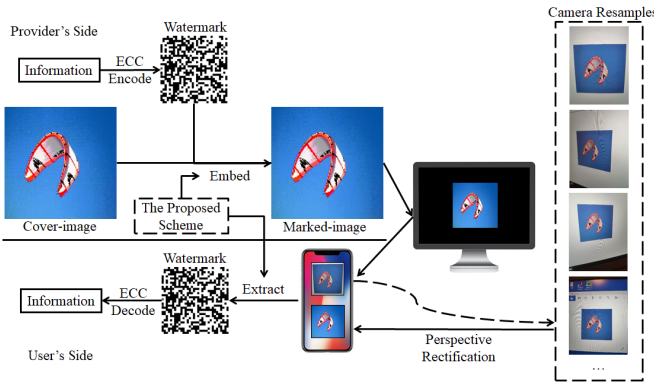 Camera Resamples
Provider's Side
Watermark
Information
ECC
Encode
Embed
Cover-image
The Proposed
Scheme
Marked-image
Watermark
Information
ECC
Decode
Extract
Perspective
Rectification
User's Side
...